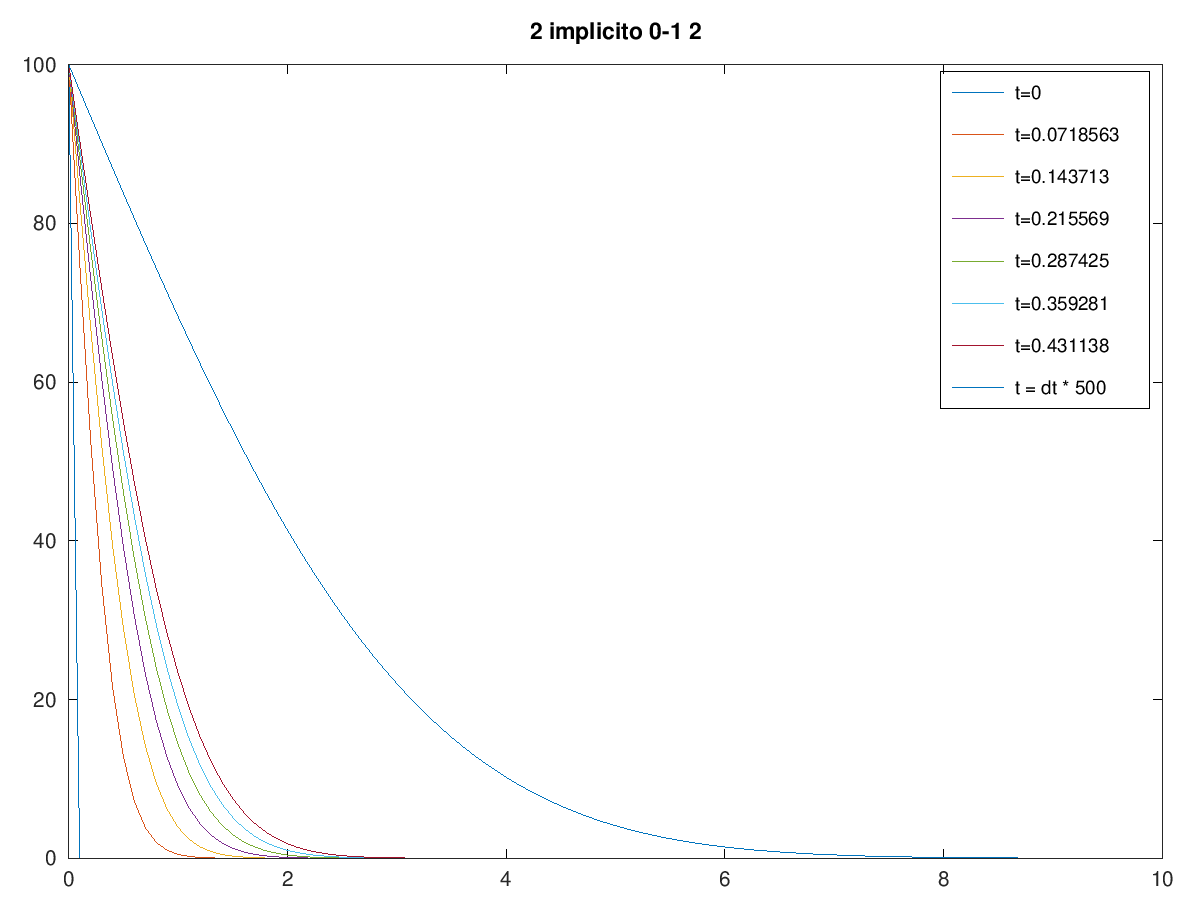 2 implicito 0-1 2
100
80
60
40
20
0
0
2
4
6
8
10
t=0
t=0.0718563
t=0.143713
t=0.215569
t=0.287425
t=0.359281
t=0.431138
t = dt * 500